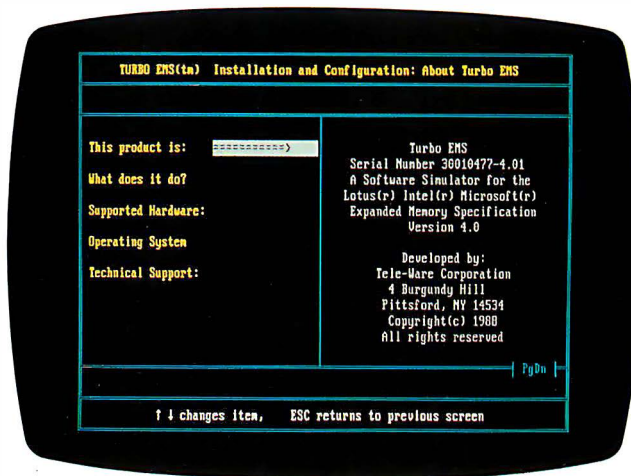 TURBO EMS(tm) Installation and Configuration: About Turbo EMS
This product is: ===========>
What does it do?
Supported Hardware:
Operating System
Technical Support:
Turbo EMS
Serial Number 30010477-4.01
A Software Simulator for the
Lotus(r) Intel(r) Microsoft(r)
Expanded Memory Specification
Version 4.0
Developed by:
Tele-Ware Corporation
4 Burgundy Hill
Pittsford, NY 14534
Copyright(c) 1988
All rights reserved
PgDn
↑ ↓ changes item, ESC returns to previous screen